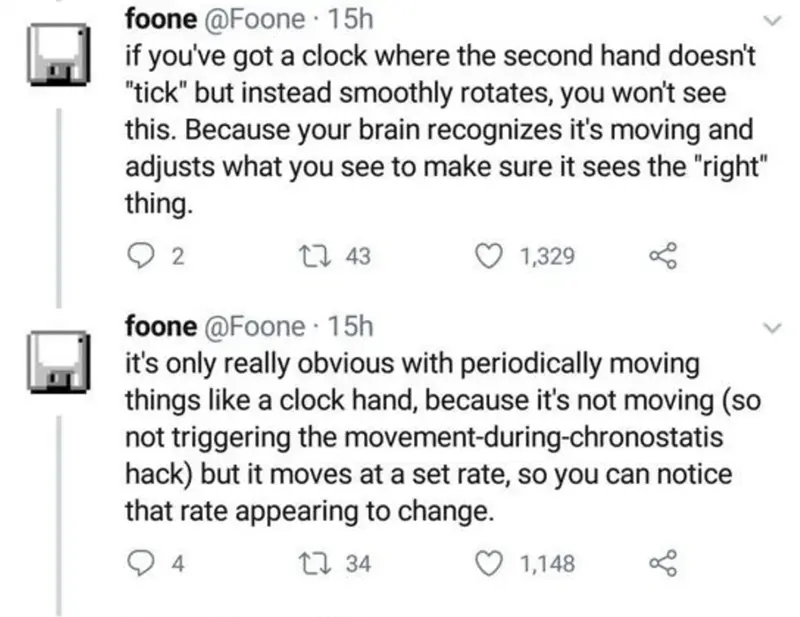 foone @Foone · 15h
if you've got a clock where the second hand doesn't
"tick" but instead smoothly rotates, you won't see
this. Because your brain recognizes it's moving and
adjusts what you see to make sure it sees the "right"
thing.
2 43 1,329
foone @Foone · 15h
it's only really obvious with periodically moving
things like a clock hand, because it's not moving (so
not triggering the movement-during-chronostatis
hack) but it moves at a set rate, so you can notice
that rate appearing to change.
4 34 1,148